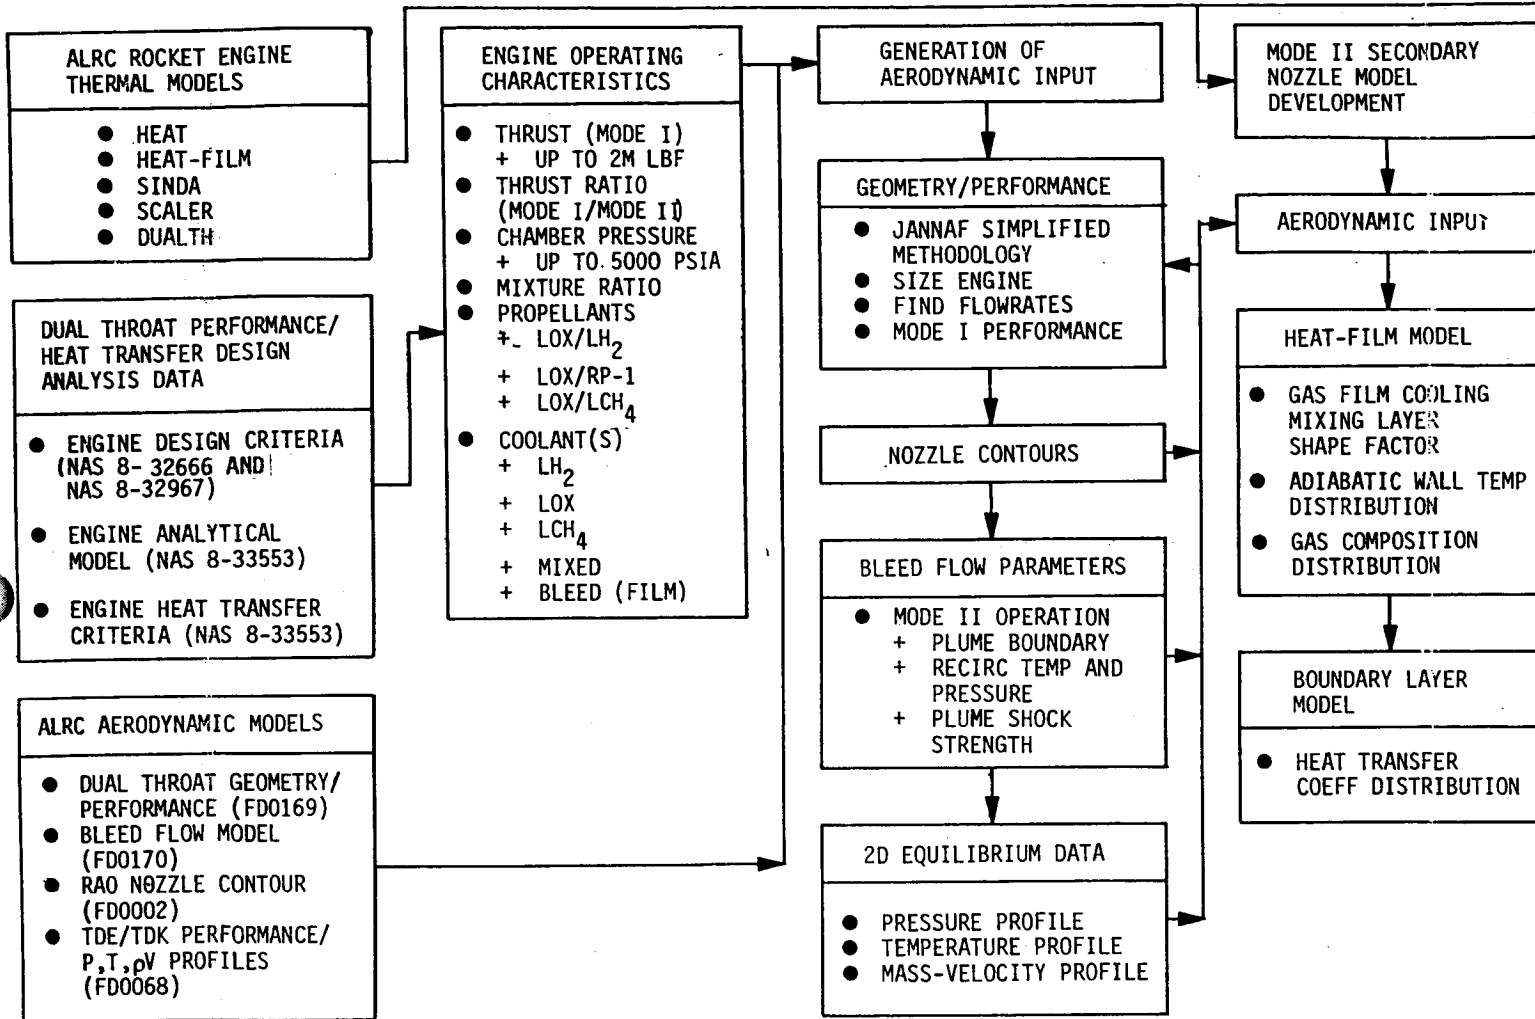 ALRC ROCKET ENGINE
THERMAL MODELS
● HEAT
● HEAT-FILM
● SINDA
● SCALER
● DUALTH
DUAL THROAT PERFORMANCE/
HEAT TRANSFER DESIGN
ANALYSIS DATA
● ENGINE DESIGN CRITERIA
(NAS 8-32666 AND
NAS 8-32967)
● ENGINE ANALYTICAL
MODEL (NAS 8-33553)
● ENGINE HEAT TRANSFER
CRITERIA (NAS 8-33553)
ALRC AERODYNAMIC MODELS
● DUAL THROAT GEOMETRY/
PERFORMANCE (FD0169)
● BLEED FLOW MODEL
(FD0170)
● RAO NOZZLE CONTOUR
(FD0002)
● TDE/TDK PERFORMANCE/
P,T,ρV PROFILES
(FD0068)
ENGINE OPERATING
CHARACTERISTICS
● THRUST (MODE I)
+ UP TO 2M LBF
● THRUST RATIO
(MODE I/MODE II)
● CHAMBER PRESSURE
+ UP TO 5000 PSIA
● MIXTURE RATIO
● PROPELLANTS
+ LOX/LH2
+ LOX/RP-1
+ LOX/LCH4
● COOLANT(S)
+ LH2
+ LOX
+ LCH4
+ MIXED
+ BLEED (FILM)
GENERATION OF
AERODYNAMIC INPUT
GEOMETRY/PERFORMANCE
● JANNAF SIMPLIFIED
METHODOLOGY
● SIZE ENGINE
● FIND FLOWRATES
● MODE I PERFORMANCE
NOZZLE CONTOURS
BLEED FLOW PARAMETERS
● MODE II OPERATION
+ PLUME BOUNDARY
+ RECIRC TEMP AND
PRESSURE
+ PLUME SHOCK
STRENGTH
2D EQUILIBRIUM DATA
● PRESSURE PROFILE
● TEMPERATURE PROFILE
● MASS-VELOCITY PROFILE
MODE II SECONDARY
NOZZLE MODEL
DEVELOPMENT
AERODYNAMIC INPUT
HEAT-FILM MODEL
● GAS FILM COOLING
MIXING LAYER
SHAPE FACTOR
● ADIABATIC WALL TEMP
DISTRIBUTION
● GAS COMPOSITION
DISTRIBUTION
BOUNDARY LAYER
MODEL
● HEAT TRANSFER
COEFF DISTRIBUTION